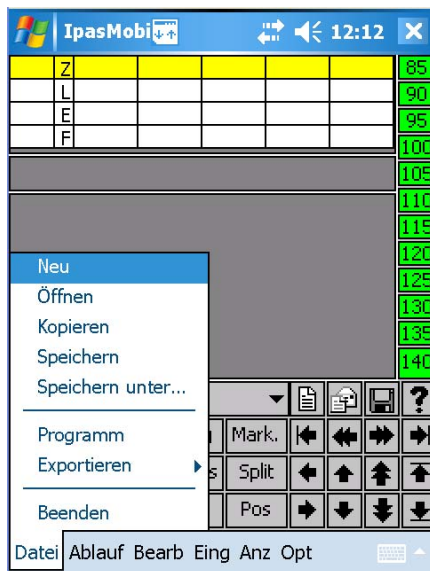 IpasMobi 12:12
Z 85
L 90
E 95
F 100
105
110
115
120
125
130
135
140
Neu
Öffnen
Kopieren
Speichern
Speichern unter...
Programm
Exportieren
Beenden
?
Mark.
s Split
Pos
Datei Ablauf Bearb Eing Anz Opt